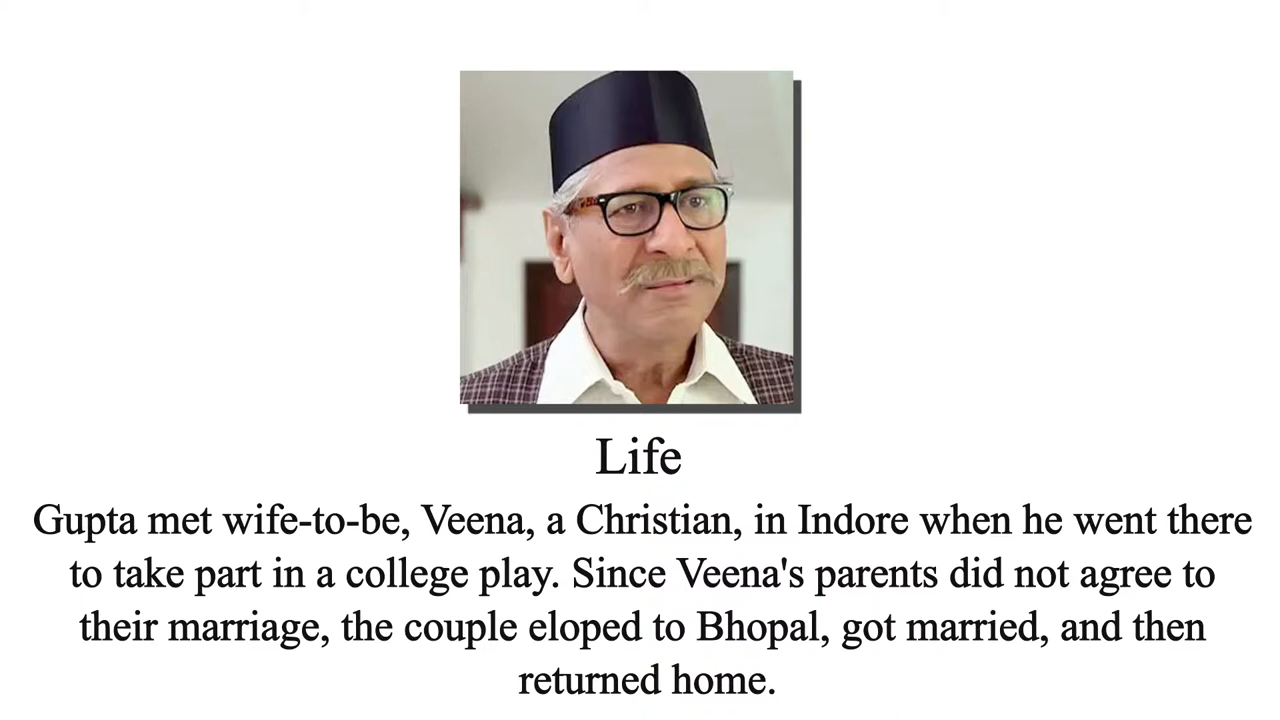 Life
Gupta met wife-to-be, Veena, a Christian, in Indore when he went there
to take part in a college play. Since Veena's parents did not agree to
their marriage, the couple eloped to Bhopal, got married, and then
returned home.